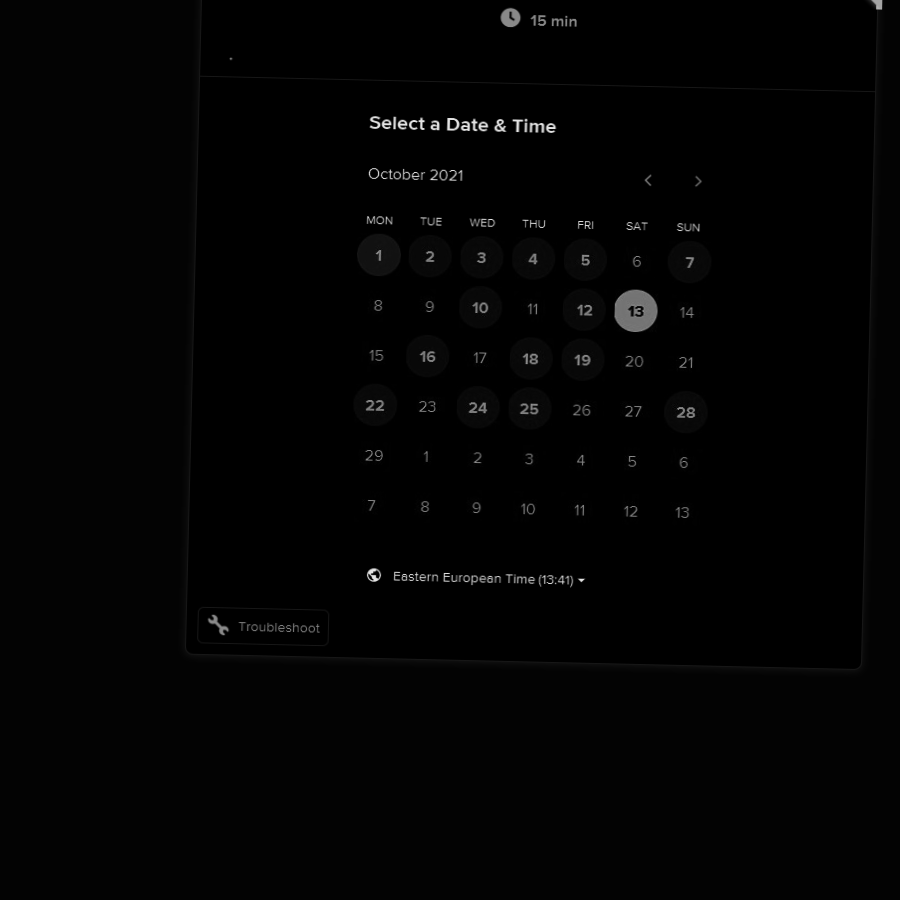 15 min
Select a Date & Time
October 2021
MON TUE WED THU FRI SAT SUN
1 2 3 4 5 6 7
8 9 10 11 12 13 14
15 16 17 18 19 20 21
22 23 24 25 26 27 28
29 1 2 3 4 5 6
7 8 9 10 11 12 13
Eastern European Time (13:41)
Troubleshoot